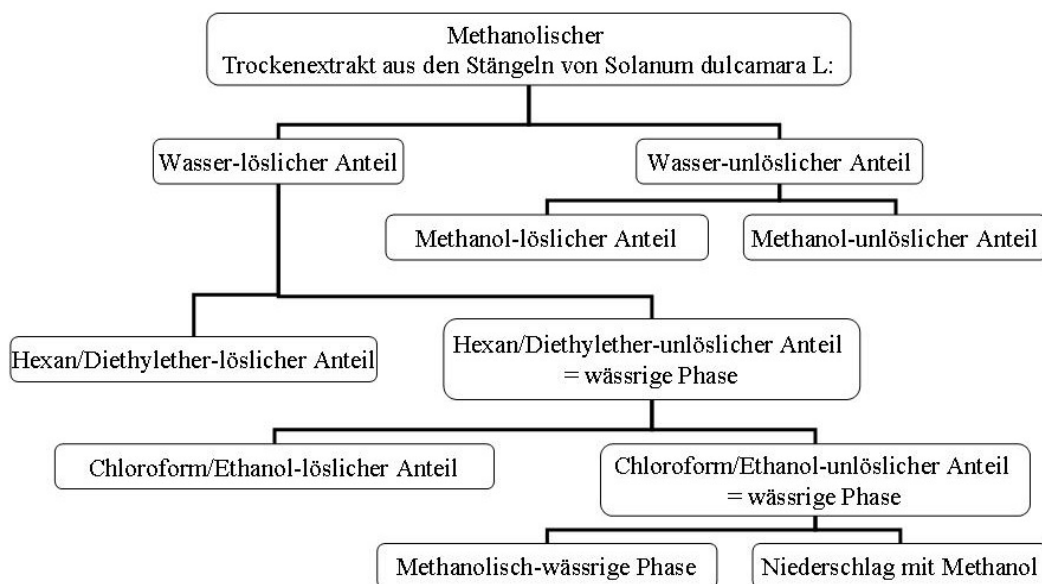 Methanolischer
Trockenextrakt aus den Stängeln von Solanum dulcamara L:
Wasser-löslicher Anteil
Wasser-unlöslicher Anteil
Methanol-löslicher Anteil
Methanol-unlöslicher Anteil
Hexan/Diethylether-löslicher Anteil
Hexan/Diethylether-unlöslicher Anteil
= wässrige Phase
Chloroform/Ethanol-löslicher Anteil
Chloroform/Ethanol-unlöslicher Anteil
= wässrige Phase
Methanolisch-wässrige Phase
Niederschlag mit Methanol